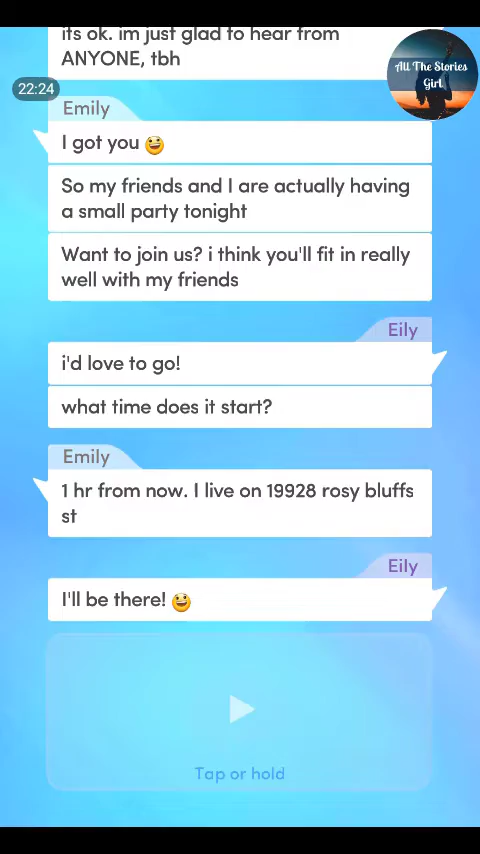 its ok. im just glad to hear from
ANYONE, tbh
All The Stories
Girl
22:24
Emily
I got you 😃
So my friends and I are actually having
a small party tonight
Want to join us? i think you'll fit in really
well with my friends
Eily
i'd love to go!
what time does it start?
Emily
1 hr from now. I live on 19928 rosy bluffs
st
Eily
I'll be there! 😃
Tap or hold